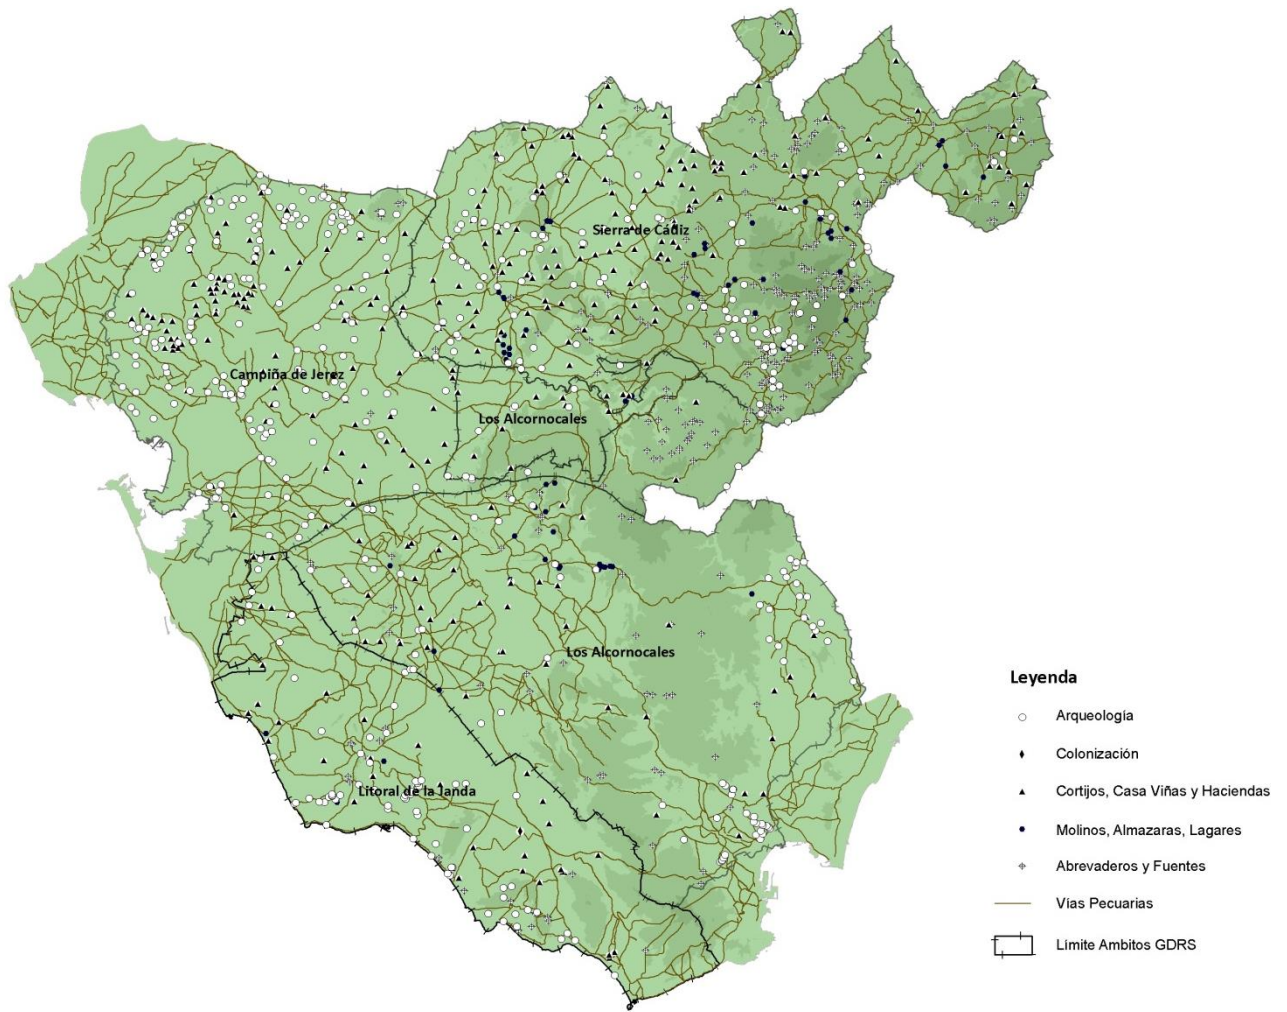 Sierra de Cádiz
Campiña de Jerez
Los Alcornocales
Los Alcornocales
Litoral de la Janda
Leyenda
Arqueología
Colonización
Cortijos, Casa Viñas y Haciendas
Molinos, Almazaras, Lagares
Abrevaderos y Fuentes
Vías Pecuarias
Límite Ambitos GDRS